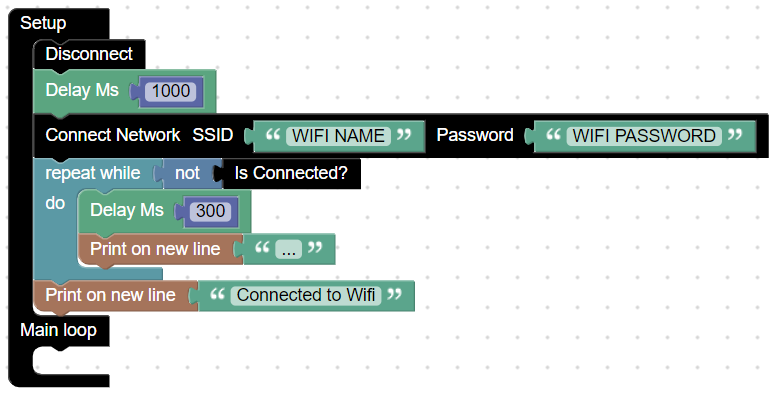 Setup
Disconnect
Delay Ms 1000
Connect Network SSID “ WIFI NAME ” Password “ WIFI PASSWORD ”
repeat while not Is Connected?
do
Delay Ms 300
Print on new line “ ... ”
Print on new line “ Connected to Wifi ”
Main loop